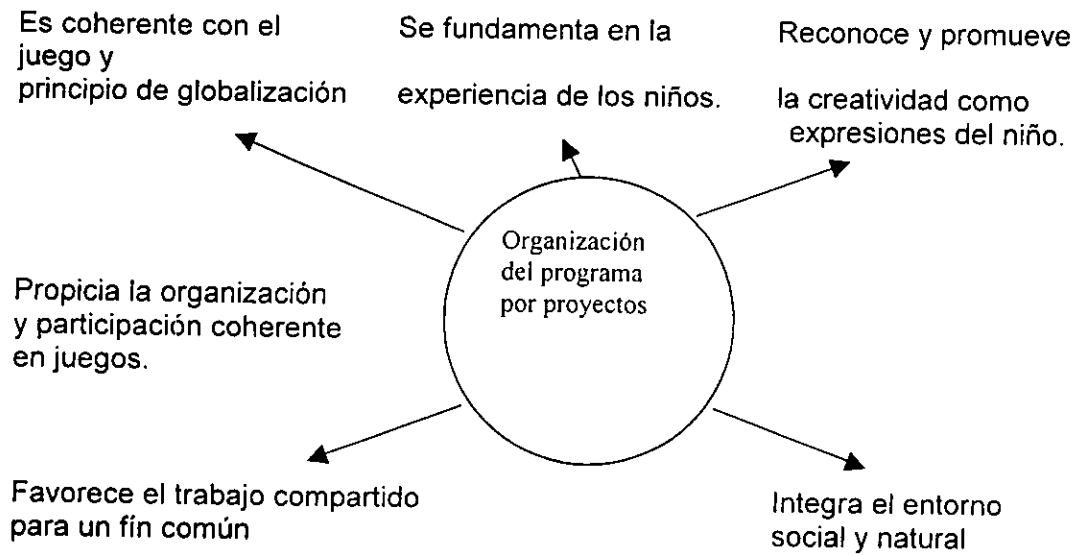 Es coherente con el
juego y
principio de globalización
Se fundamenta en la
experiencia de los niños.
Reconoce y promueve
la creatividad como
expresiones del niño.
Organización
del programa
por proyectos
Propicia la organización
y participación coherente
en juegos.
Favorece el trabajo compartido
para un fín común
Integra el entorno
social y natural